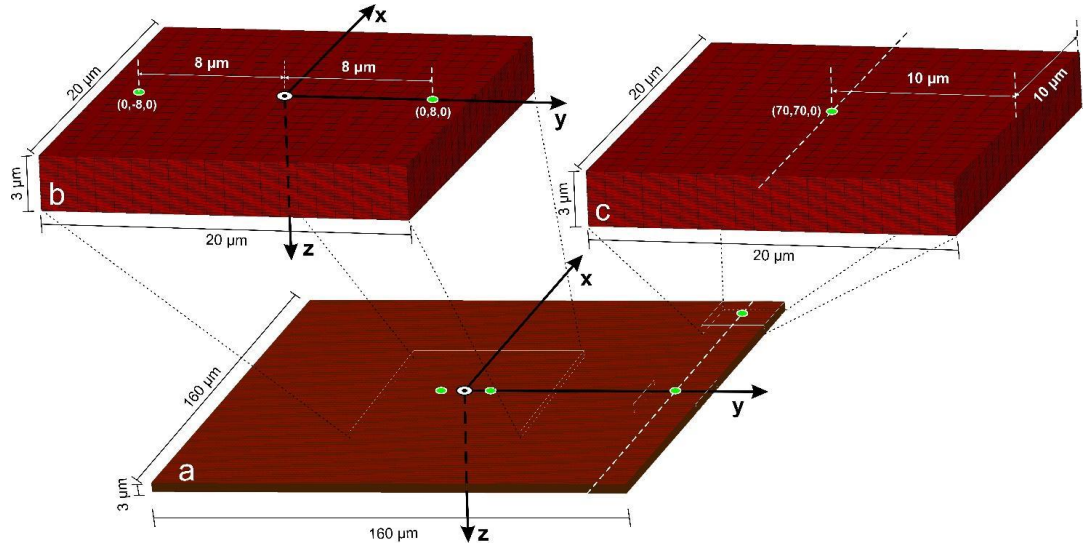 x
20 µm
8 µm
8 µm
(0,-8,0)
(0,8,0)
y
3 µm
b
20 µm
z
20 µm
10 µm
10 µm
(70,70,0)
3 µm
c
20 µm
x
160 µm
y
a
3 µm
160 µm
z